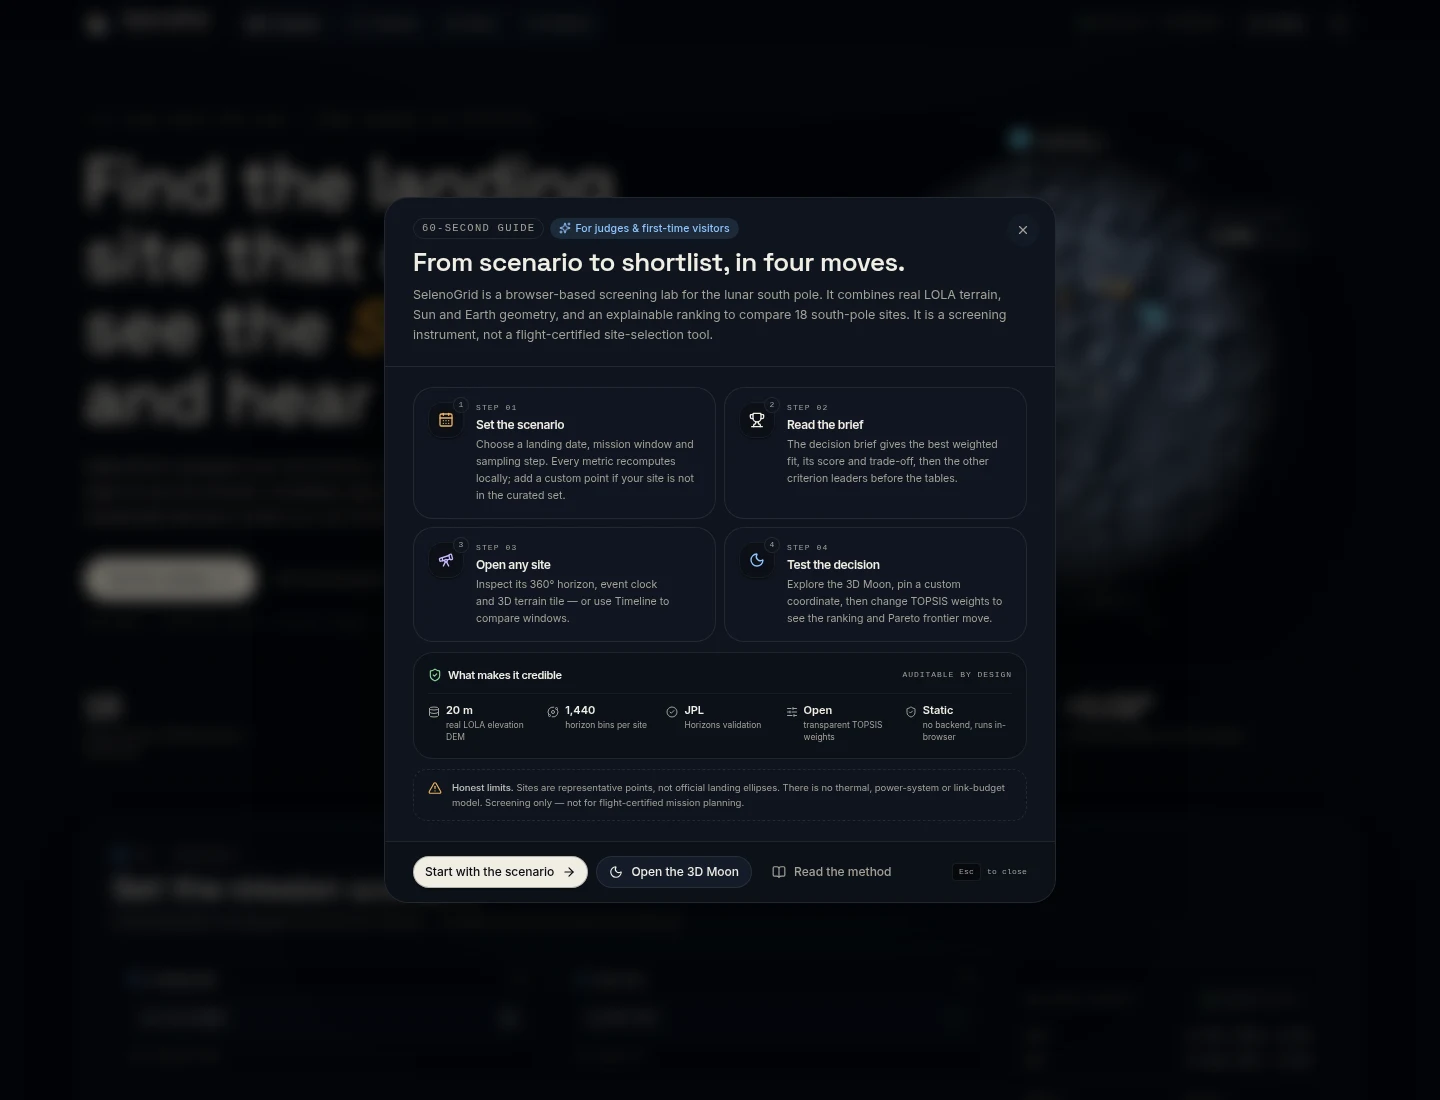 60-SECOND GUIDE
For judges & first-time visitors
From scenario to shortlist, in four moves.
SelenoGrid is a browser-based screening lab for the lunar south pole. It combines real LOLA terrain,
Sun and Earth geometry, and an explainable ranking to compare 18 south-pole sites. It is a screening
instrument, not a flight-certified site-selection tool.
1
STEP 01
Set the scenario
Choose a landing date, mission window and
sampling step. Every metric recomputes
locally; add a custom point if your site is not
in the curated set.
2
STEP 02
Read the brief
The decision brief gives the best weighted
fit, its score and trade-off, then the other
criterion leaders before the tables.
3
STEP 03
Open any site
Inspect its 360° horizon, event clock
and 3D terrain tile — or use Timeline to
compare windows.
4
STEP 04
Test the decision
Explore the 3D Moon, pin a custom
coordinate, then change TOPSIS weights to
see the ranking and Pareto frontier move.
What makes it credible
AUDITABLE BY DESIGN
20 m
real LOLA elevation
DEM
1,440
horizon bins per site
JPL
Horizons validation
Open
transparent TOPSIS
weights
Static
no backend, runs in-
browser
Honest limits. Sites are representative points, not official landing ellipses. There is no thermal, power-system or link-budget
model. Screening only — not for flight-certified mission planning.
Start with the scenario
Open the 3D Moon
Read the method
Esc to close
Find the landing
site that
see the
and hear